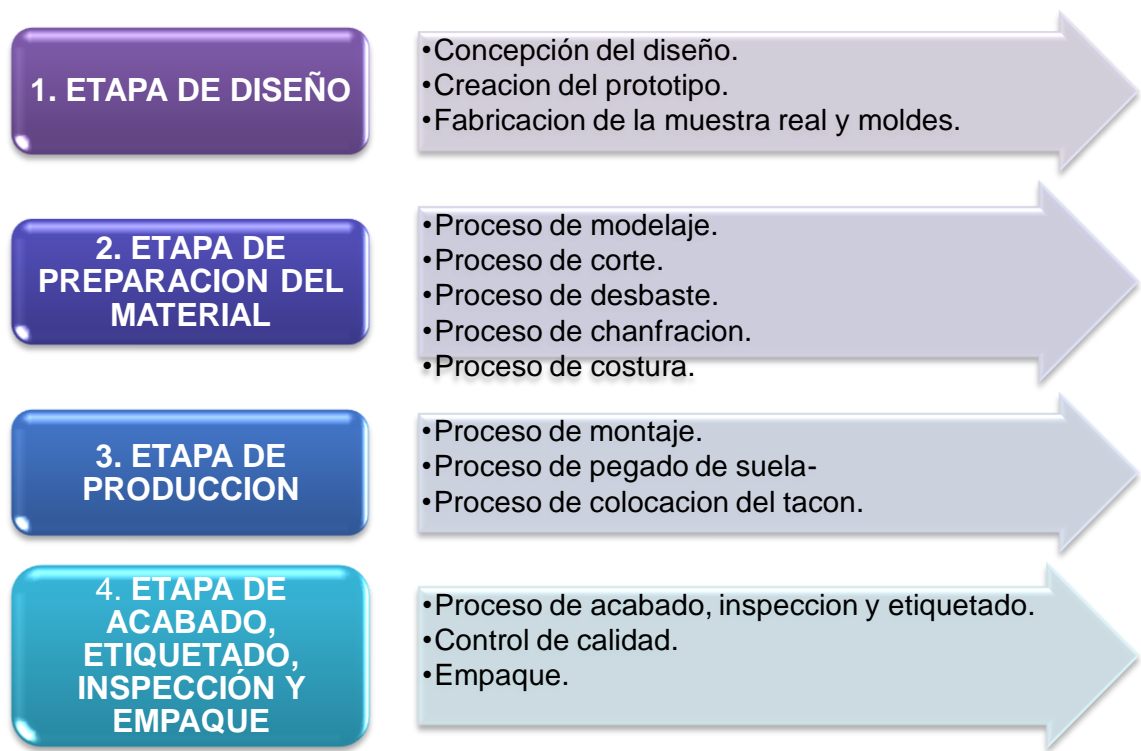 1. ETAPA DE DISEÑO
•Concepción del diseño.
•Creacion del prototipo.
•Fabricacion de la muestra real y moldes.
2. ETAPA DE
PREPARACION DEL
MATERIAL
•Proceso de modelaje.
•Proceso de corte.
•Proceso de desbaste.
•Proceso de chanfracion.
•Proceso de costura.
3. ETAPA DE
PRODUCCION
•Proceso de montaje.
•Proceso de pegado de suela-
•Proceso de colocacion del tacon.
4. ETAPA DE
ACABADO,
ETIQUETADO,
INSPECCIÓN Y
EMPAQUE
•Proceso de acabado, inspeccion y etiquetado.
•Control de calidad.
•Empaque.